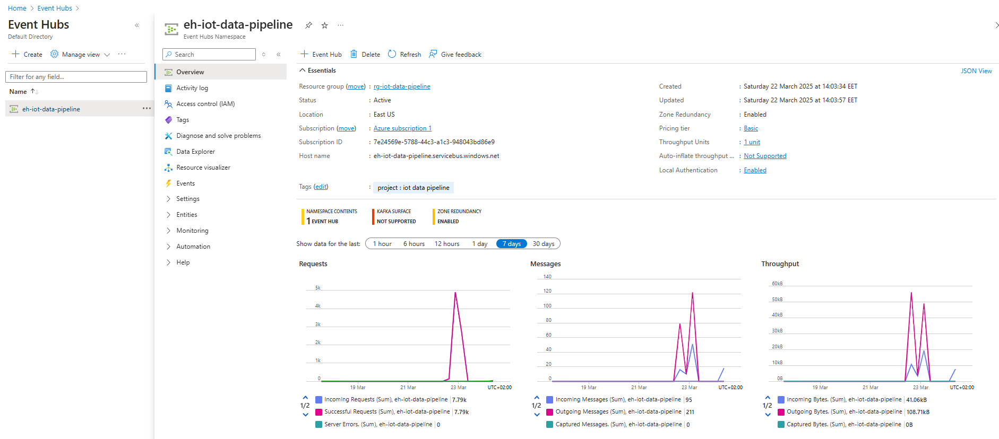 Home > Event Hubs >
Event Hubs
Default Directory
Create
Manage view
Filter for any field...
Name
eh-iot-data-pipeline
eh-iot-data-pipeline
Event Hubs Namespace
Search
Overview
Activity log
Access control (IAM)
Tags
Diagnose and solve problems
Data Explorer
Resource visualizer
Events
Settings
Entities
Monitoring
Automation
Help
Event Hub
Delete
Refresh
Give feedback
Essentials
JSON View
Resource group (move) : rg-iot-data-pipeline
Status : Active
Location : East US
Subscription (move) : Azure subscription 1
Subscription ID : 7e24569e-5788-44c3-a1c3-948043bd86e9
Host name : eh-iot-data-pipeline.servicebus.windows.net
Created : Saturday 22 March 2025 at 14:03:34 EET
Updated : Saturday 22 March 2025 at 14:03:57 EET
Zone Redundancy : Enabled
Pricing tier : Basic
Throughput Units : 1 unit
Auto-inflate throughput ... : Not Supported
Local Authentication : Enabled
Tags (edit) : project : iot data pipeline
NAMESPACE CONTENTS
1 EVENT HUB
KAFKA SURFACE
NOT SUPPORTED
ZONE REDUNDANCY
ENABLED
Show data for the last:
1 hour
6 hours
12 hours
1 day
7 days
30 days
Requests
5k
4k
3k
2k
1k
0
19 Mar
21 Mar
23 Mar
UTC+02:00
1/2
Incoming Requests (Sum), eh-iot-data-pipeline | 7.79k
Successful Requests (Sum), eh-iot-data-pipeline | 7.79k
Server Errors. (Sum), eh-iot-data-pipeline | 0
Messages
140
120
100
80
60
40
20
0
19 Mar
21 Mar
23 Mar
UTC+02:00
1/2
Incoming Messages (Sum), eh-iot-data-pipeline | 95
Outgoing Messages (Sum), eh-iot-data-pipeline | 211
Captured Messages. (Sum), eh-iot-data-pipeline | 0
Throughput
60kB
50kB
40kB
30kB
20kB
10kB
0B
19 Mar
21 Mar
23 Mar
UTC+02:00
1/2
Incoming Bytes. (Sum), eh-iot-data-pipeline | 41.06kB
Outgoing Bytes. (Sum), eh-iot-data-pipeline | 108.71kB
Captured Bytes. (Sum), eh-iot-data-pipeline | 0B